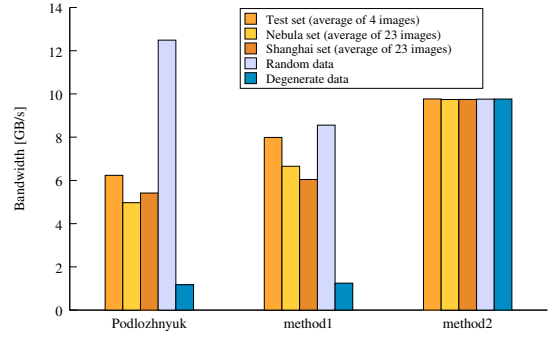 14
12
10
8
6
4
2
0
Bandwidth [GB/s]
Test set (average of 4 images)
Nebula set (average of 23 images)
Shanghai set (average of 23 images)
Random data
Degenerate data
Podlozhnyuk
method1
method2